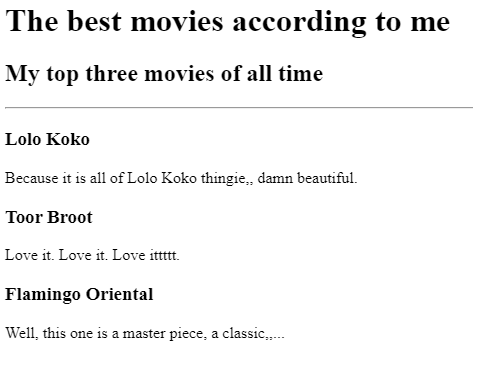 The best movies according to me
My top three movies of all time
Lolo Koko
Because it is all of Lolo Koko thingie,, damn beautiful.
Toor Broot
Love it. Love it. Love ittttt.
Flamingo Oriental
Well, this one is a master piece, a classic,,...